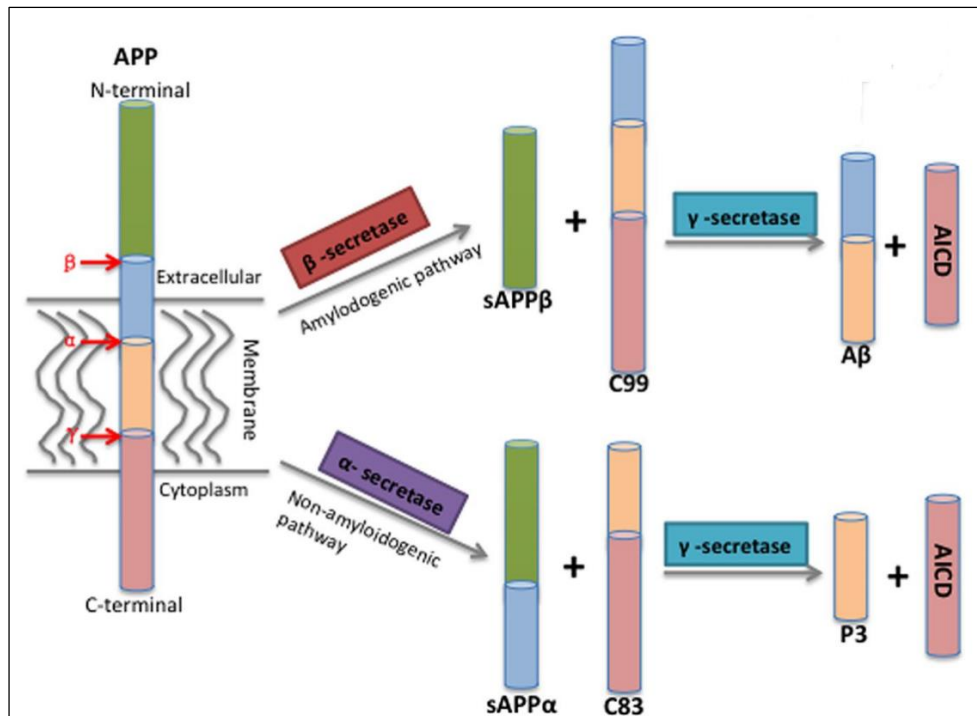 APP
N-terminal
β
Extracellular
α
Membrane
γ
Cytoplasm
C-terminal
β -secretase
Amylodogenic pathway
sAPPβ
+
C99
γ -secretase
Aβ
+
AICD
α- secretase
Non-amyloidogenic
pathway
sAPPα
+
C83
γ -secretase
P3
+
AICD